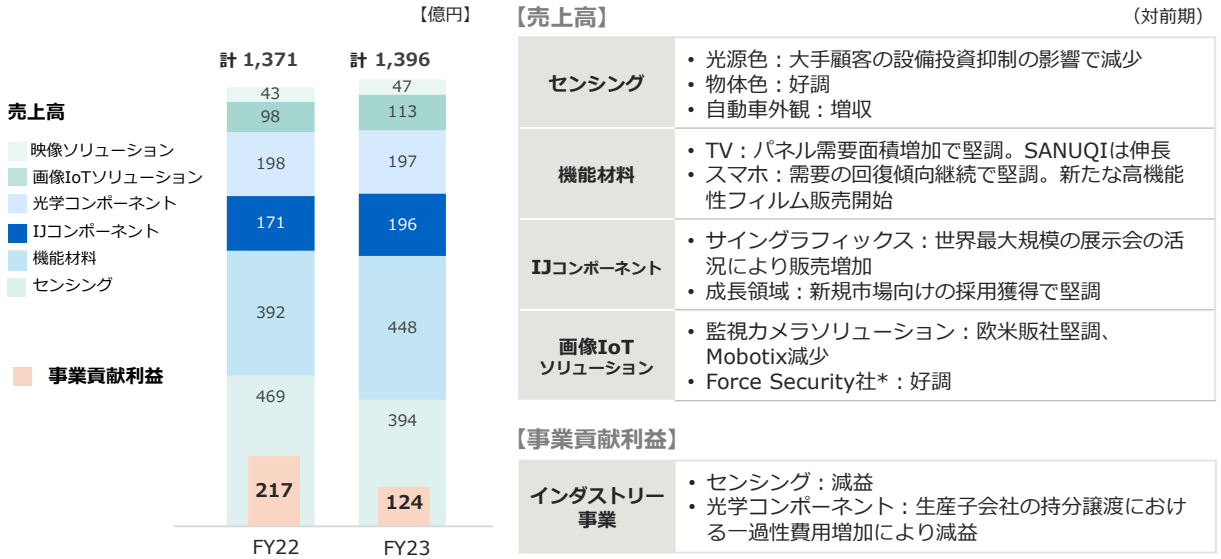 【億円】
計 1,371
計 1,396
43
47
98
113
198
197
171
196
392
448
469
394
217
124
FY22
FY23
売上高
映像ソリューション
画像IoTソリューション
光学コンポーネント
IJコンポーネント
機能材料
センシング
事業貢献利益
【売上高】
（対前期）
センシング
• 光源色：大手顧客の設備投資抑制の影響で減少
• 物体色：好調
• 自動車外観：増収
機能材料
• TV：パネル需要面積増加で堅調。SANUQIは伸長
• スマホ：需要の回復傾向継続で堅調。新たな高機能
性フィルム販売開始
IJコンポーネント
• サイングラフィックス：世界最大規模の展示会の活
況により販売増加
• 成長領域：新規市場向けの採用獲得で堅調
画像IoT
ソリューション
• 監視カメラソリューション：欧米販社堅調、
Mobotix減少
• Force Security社*：好調
【事業貢献利益】
インダストリー
事業
• センシング：減益
• 光学コンポーネント：生産子会社の持分譲渡におけ
る一過性費用増加により減益